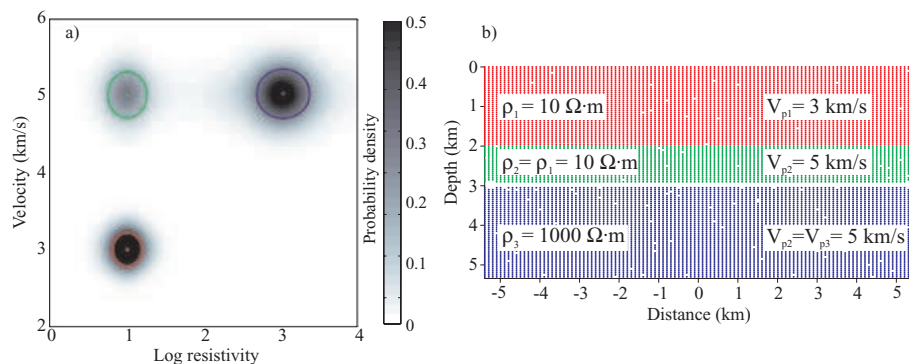 a)
6
5
4
3
2
Velocity (km/s)
0
1
2
3
4
Log resistivity
0.5
0.4
0.3
0.2
0.1
0
Probability density
b)
0
1
2
3
4
5
Depth (km)
ρ1 = 10 Ω·m
Vp1= 3 km/s
ρ2= ρ1= 10 Ω·m
Vp2= 5 km/s
ρ3 = 1000 Ω·m
Vp2=Vp3= 5 km/s
-5 -4 -3 -2 -1 0 1 2 3 4 5
Distance (km)